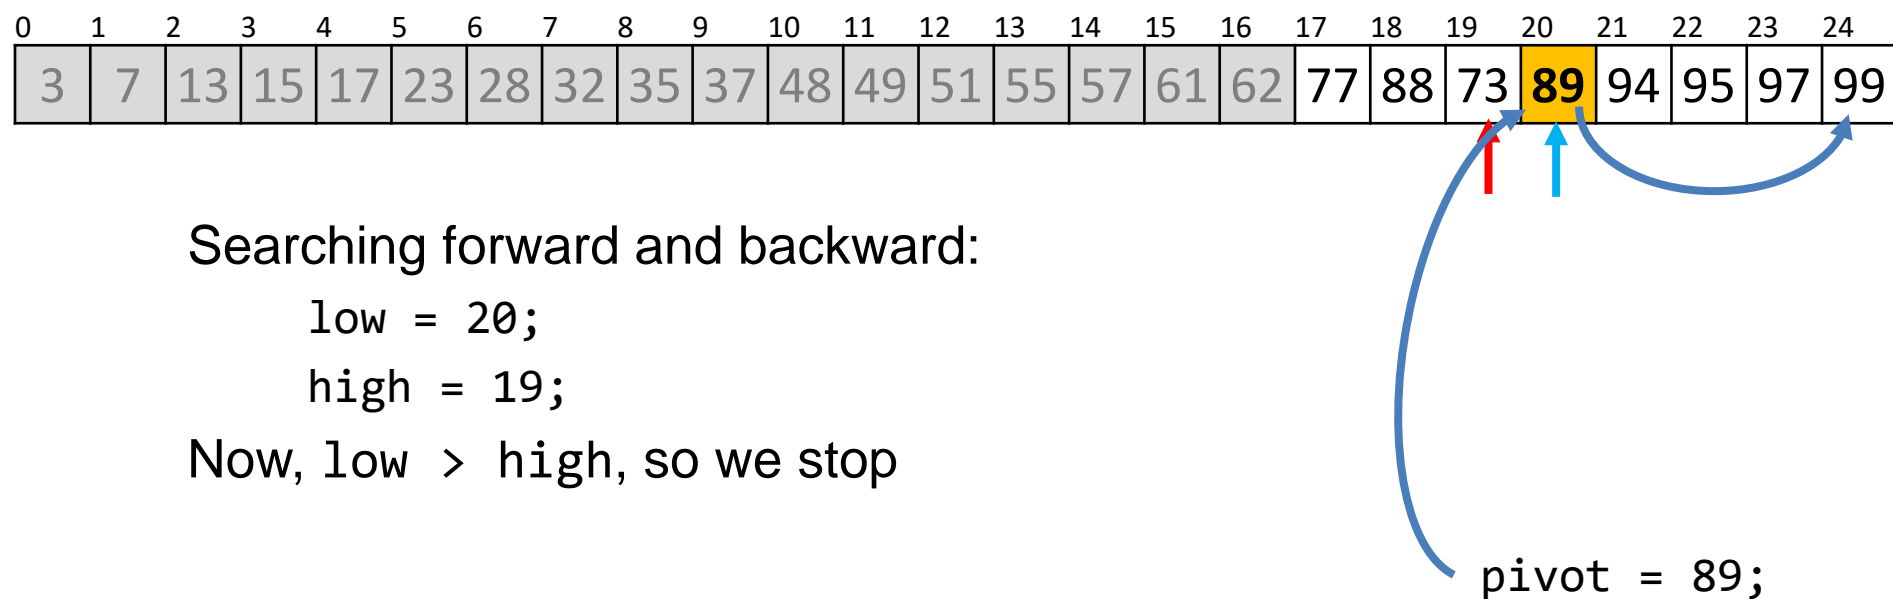 0 1 2 3 4 5 6 7 8 9 10 11 12 13 14 15 16 17 18 19 20 21 22 23 24
3 7 13 15 17 23 28 32 35 37 48 49 51 55 57 61 62 77 88 73 89 94 95 97 99
Searching forward and backward:
low = 20;
high = 19;
Now, low > high, so we stop
pivot = 89;